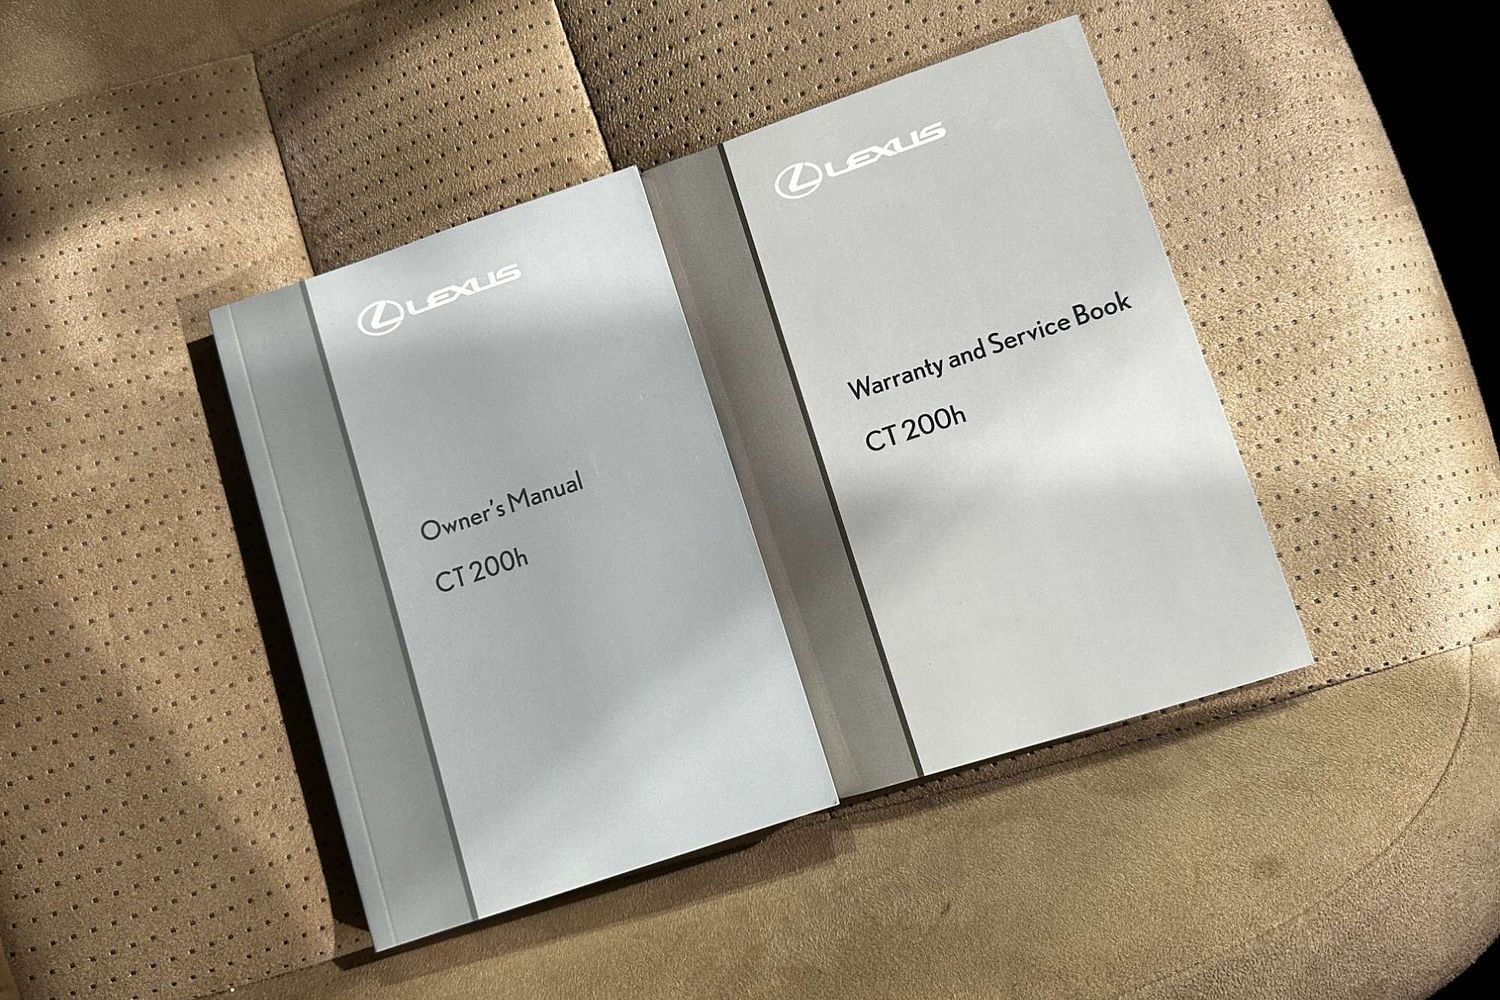 LEXUS
Owner's Manual
CT 200h
LEXUS
Warranty and Service Book
CT 200h